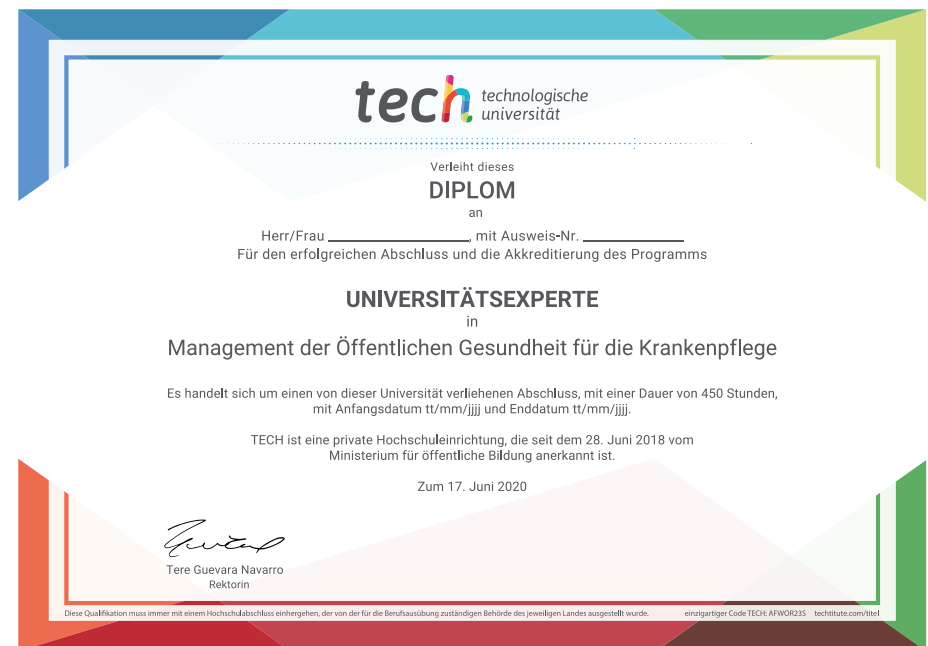 tech technologische
universität
Verleiht dieses
DIPLOM
an
Herr/Frau ____________________, mit Ausweis-Nr. ______________
Für den erfolgreichen Abschluss und die Akkreditierung des Programms
UNIVERSITÄTSEXPERTE
in
Management der Öffentlichen Gesundheit für die Krankenpflege
Es handelt sich um einen von dieser Universität verliehenen Abschluss, mit einer Dauer von 450 Stunden,
mit Anfangsdatum tt/mm/jjjj und Enddatum tt/mm/jjjj.
TECH ist eine private Hochschuleinrichtung, die seit dem 28. Juni 2018 vom
Ministerium für öffentliche Bildung anerkannt ist.
Zum 17. Juni 2020
Tere Guevara Navarro
Rektorin
Diese Qualifikation muss immer mit einem Hochschulabschluss einhergehen, der von der für die Berufsausübung zuständigen Behörde des jeweiligen Landes ausgestellt wurde. einzigartiger Code TECH: AFWOR23S techtitute.com/titel